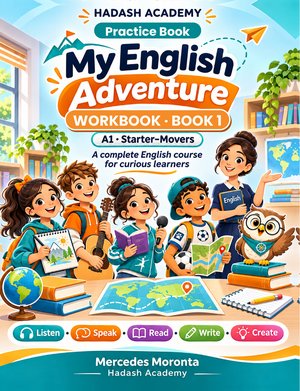 HADASH ACADEMY
Practice Book
My English
Adventure
WORKBOOK · BOOK 1
A1 · Starter–Movers
A complete English course
for curious learners
English
Listen · Speak · Read · Write · Create
Mercedes Moronta
Hadash Academy